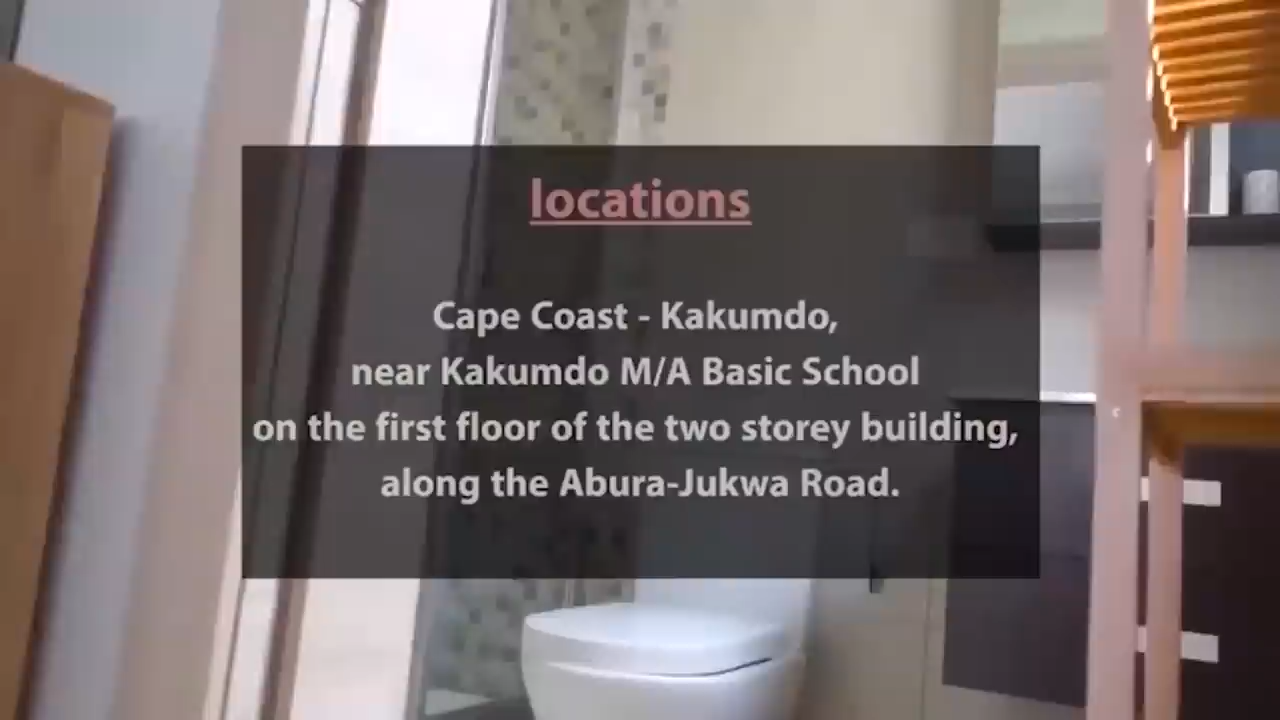 locations
Cape Coast - Kakumdo,
near Kakumdo M/A Basic School
on the first floor of the two storey building,
along the Abura-Jukwa Road.